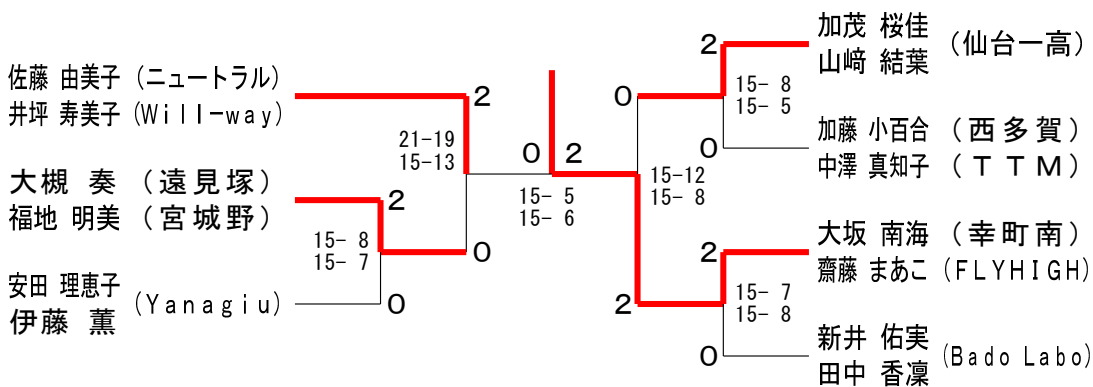 佐藤 由美子 (ニュートラル)
井坪 寿美子 (Will-way)
2
21-19
15-13
大槻 奏 (遠見塚)
福地 明美 (宮城野)
2
15- 8
15- 7
0
安田 理恵子
伊藤 薫
(Yanagiu)
0
0 2
15- 5
15- 6
加茂 桜佳
山﨑 結葉
(仙台一高)
2
15- 8
15- 5
0
加藤 小百合 (西多賀)
中澤 真知子 (TTM)
0
15-12
15- 8
大坂 南海 (幸町南)
齋藤 まあこ (FLYHIGH)
2
15- 7
15- 8
2
新井 佑実
田中 香凜
(Bado Labo)
0